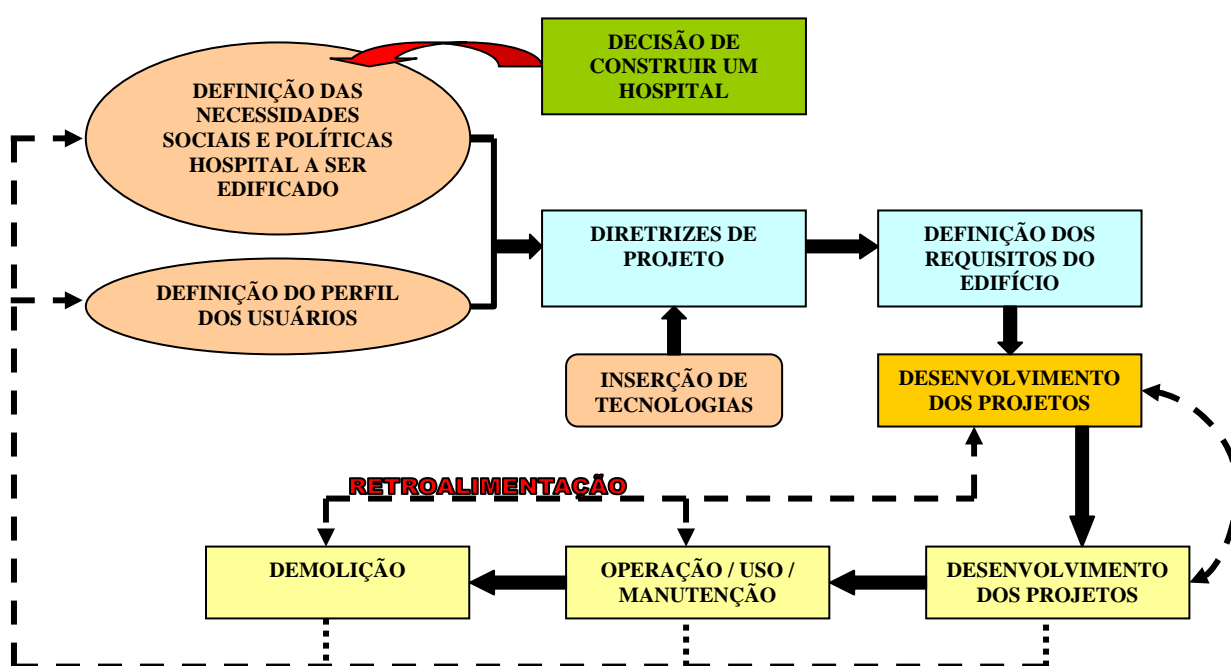 DECISÃO DE
CONSTRUIR UM
HOSPITAL
DEFINIÇÃO DAS
NECESSIDADES
SOCIAIS E POLÍTICAS
HOSPITAL A SER
EDIFICADO
DIRETRIZES DE
PROJETO
DEFINIÇÃO DOS
REQUISITOS DO
EDIFÍCIO
DEFINIÇÃO DO PERFIL
DOS USUÁRIOS
INSERÇÃO DE
TECNOLOGIAS
DESENVOLVIMENTO
DOS PROJETOS
RETROALIMENTAÇÃO
DEMOLIÇÃO
OPERAÇÃO / USO /
MANUTENÇÃO
DESENVOLVIMENTO
DOS PROJETOS